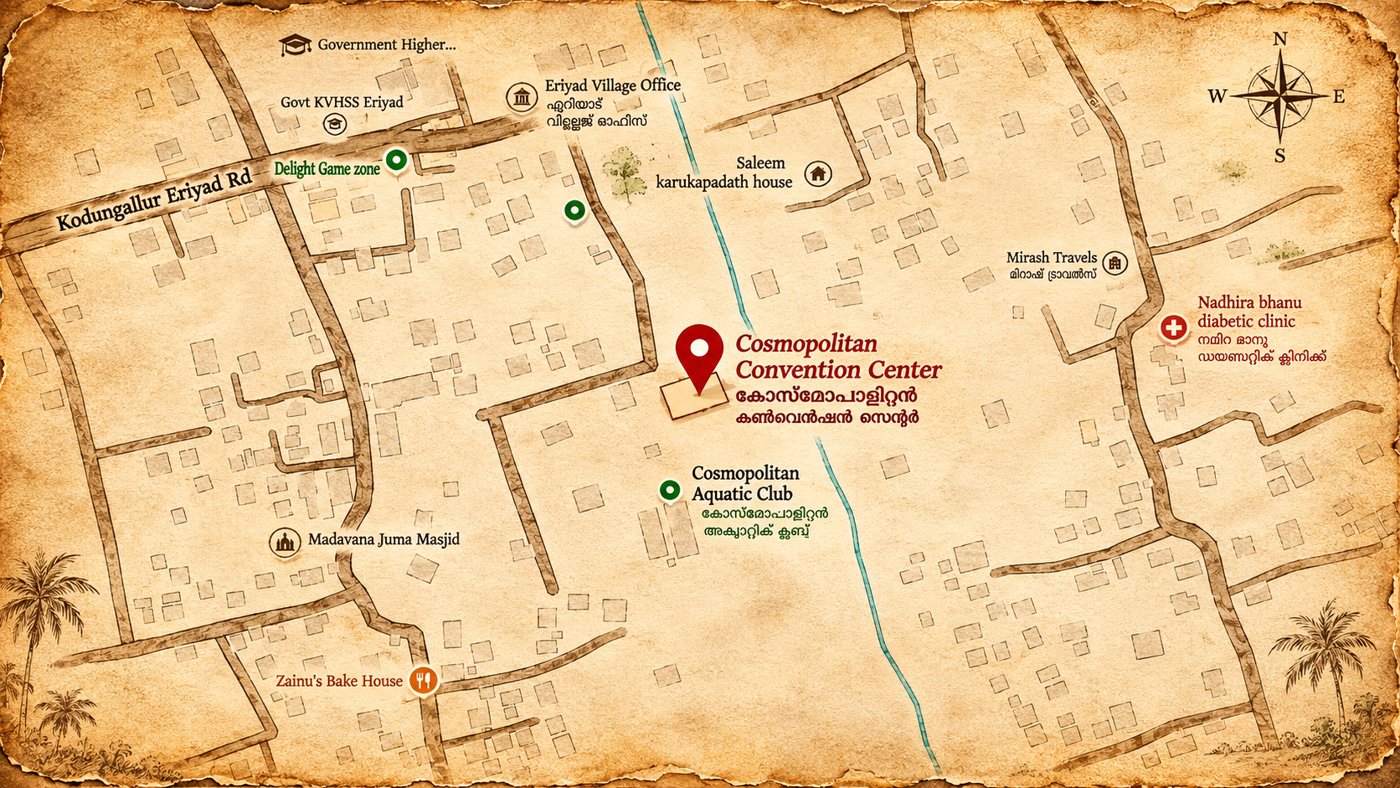 Government Higher...
Govt KVHSS Eriyad
Eriyad Village Office
ഏറിയാട്
വില്ലേജ് ഓഫിസ്
Delight Game zone
Kodungallur Eriyad Rd
Saleem
karukapadath house
N
W
E
S
Mirash Travels
മിറാഷ് ട്രാവൽസ്
Nadhira bhanu
diabetic clinic
ക്ലിനിക്ക്
Cosmopolitan
Convention Center
കോസ്മോപാളിറ്റൻ
കൺവെൻഷൻ സെന്റർ
Cosmopolitan
Aquatic Club
കോസ്മോപാളിറ്റൻ
അക്വാറ്റിക് ക്ലബ്ബ്
Madavana Juma Masjid
Zainu's Bake House